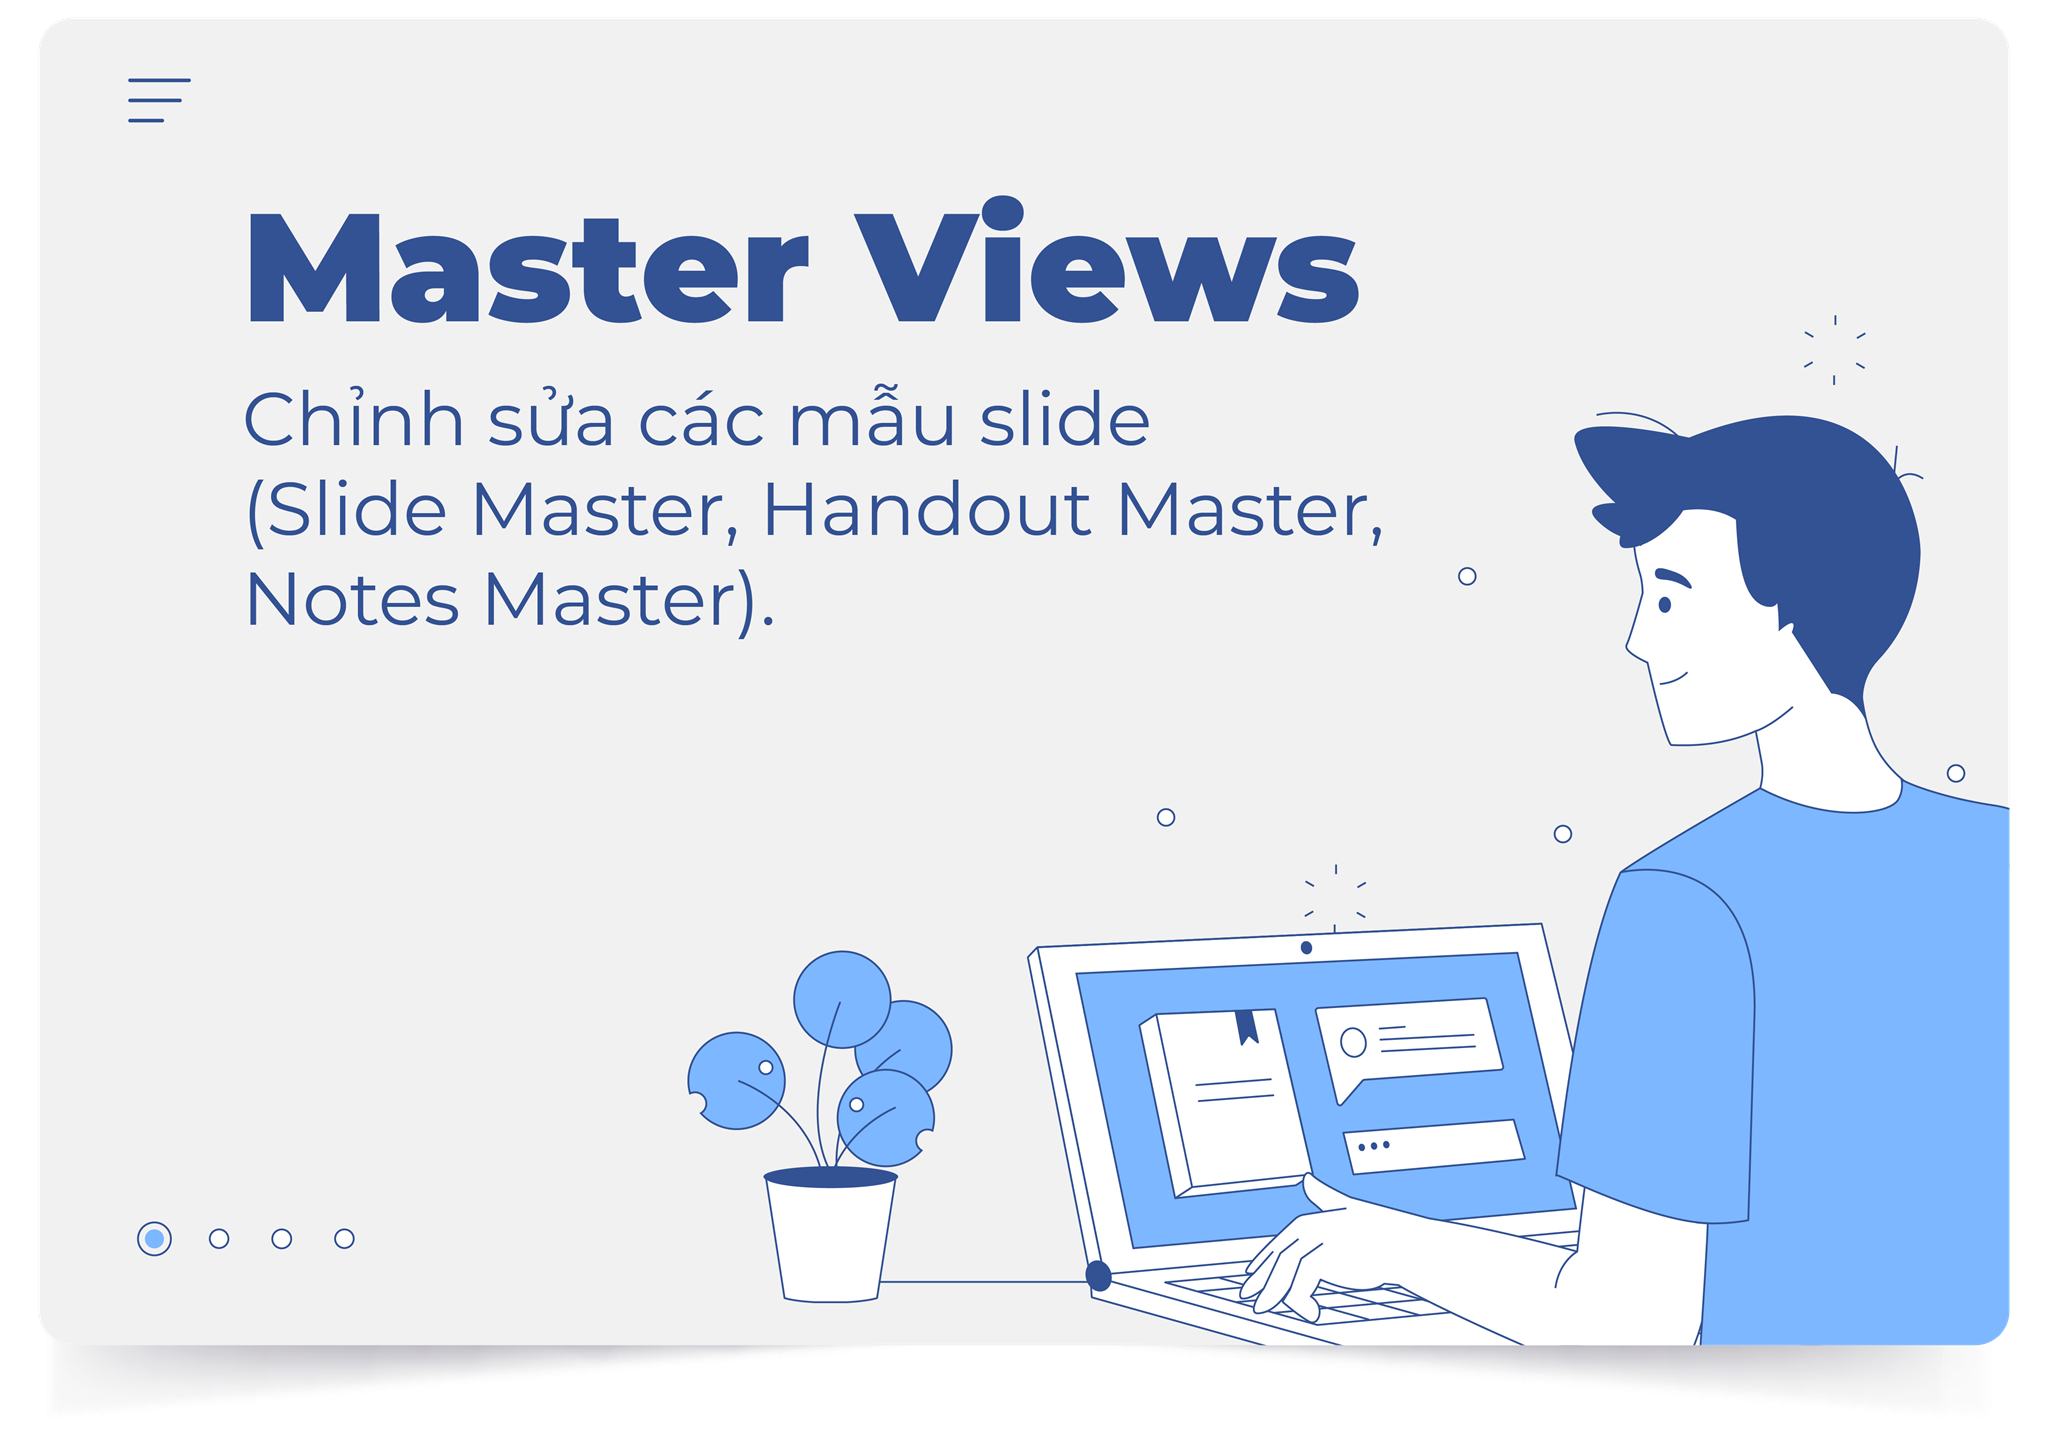 Master Views
Chỉnh sửa các mẫu slide
(Slide Master, Handout Master,
Notes Master).